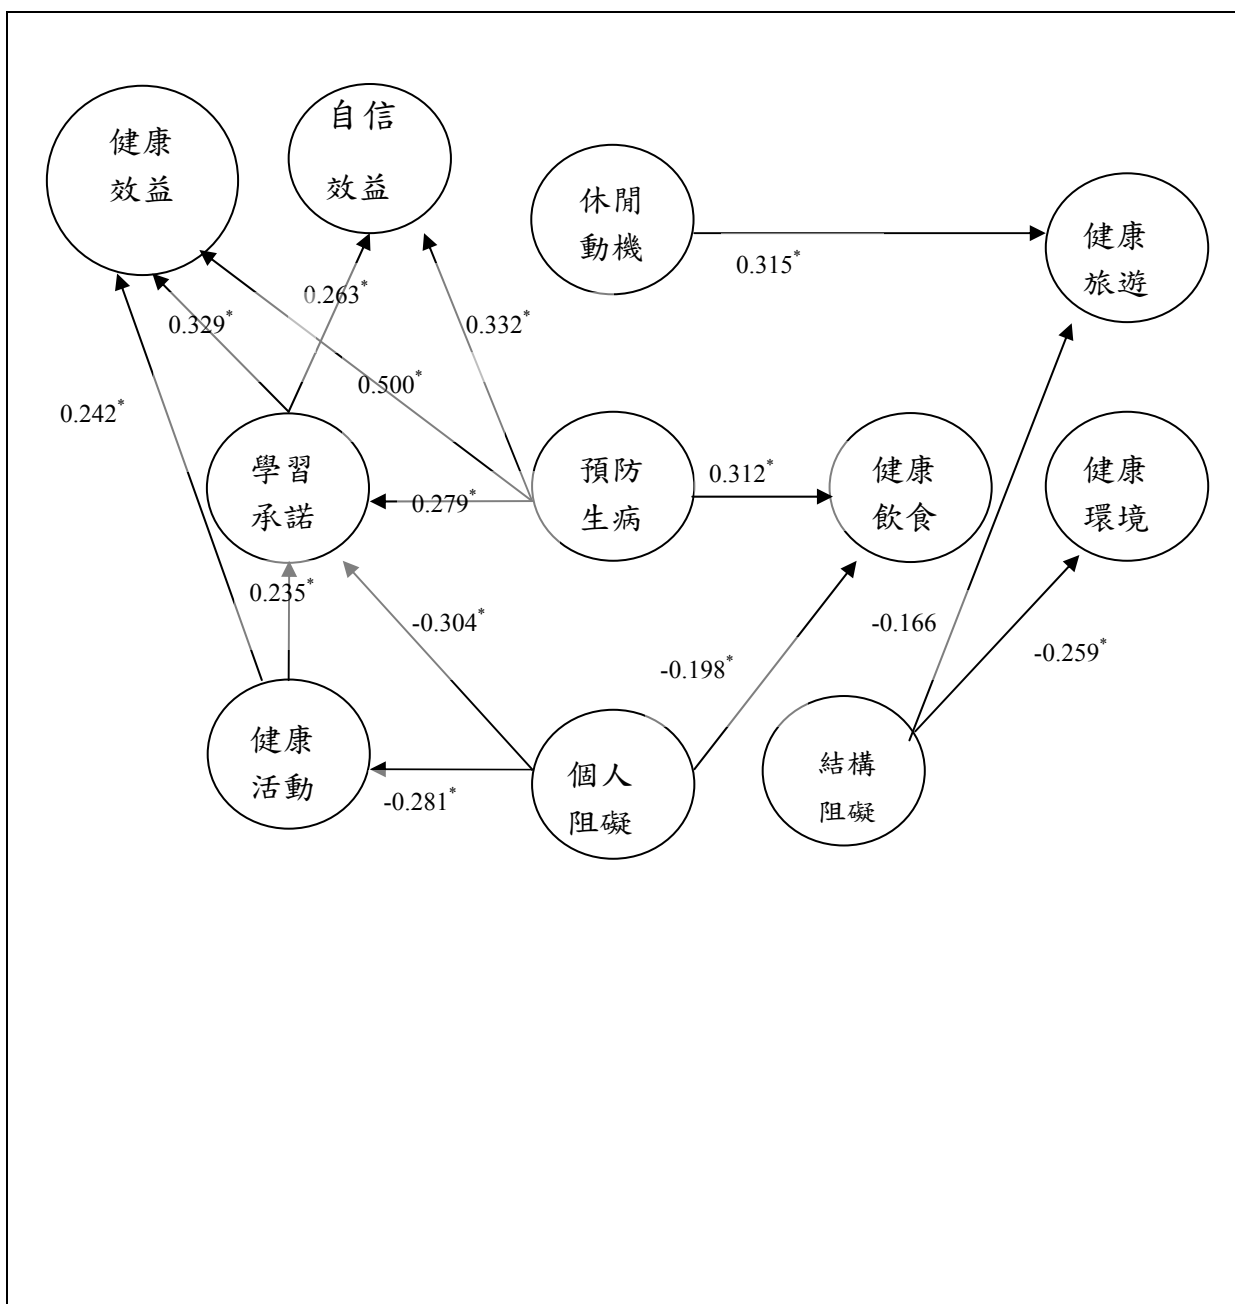 健康
效益
自信
效益
休閒
動機
健康
旅遊
0.315*
0.263*
0.329*
0.332*
0.500*
0.242*
學習
承諾
預防
生病
健康
飲食
健康
環境
0.312*
0.279*
0.235*
-0.304*
-0.166
-0.198*
-0.259*
健康
活動
個人
阻礙
結構
阻礙
-0.281*